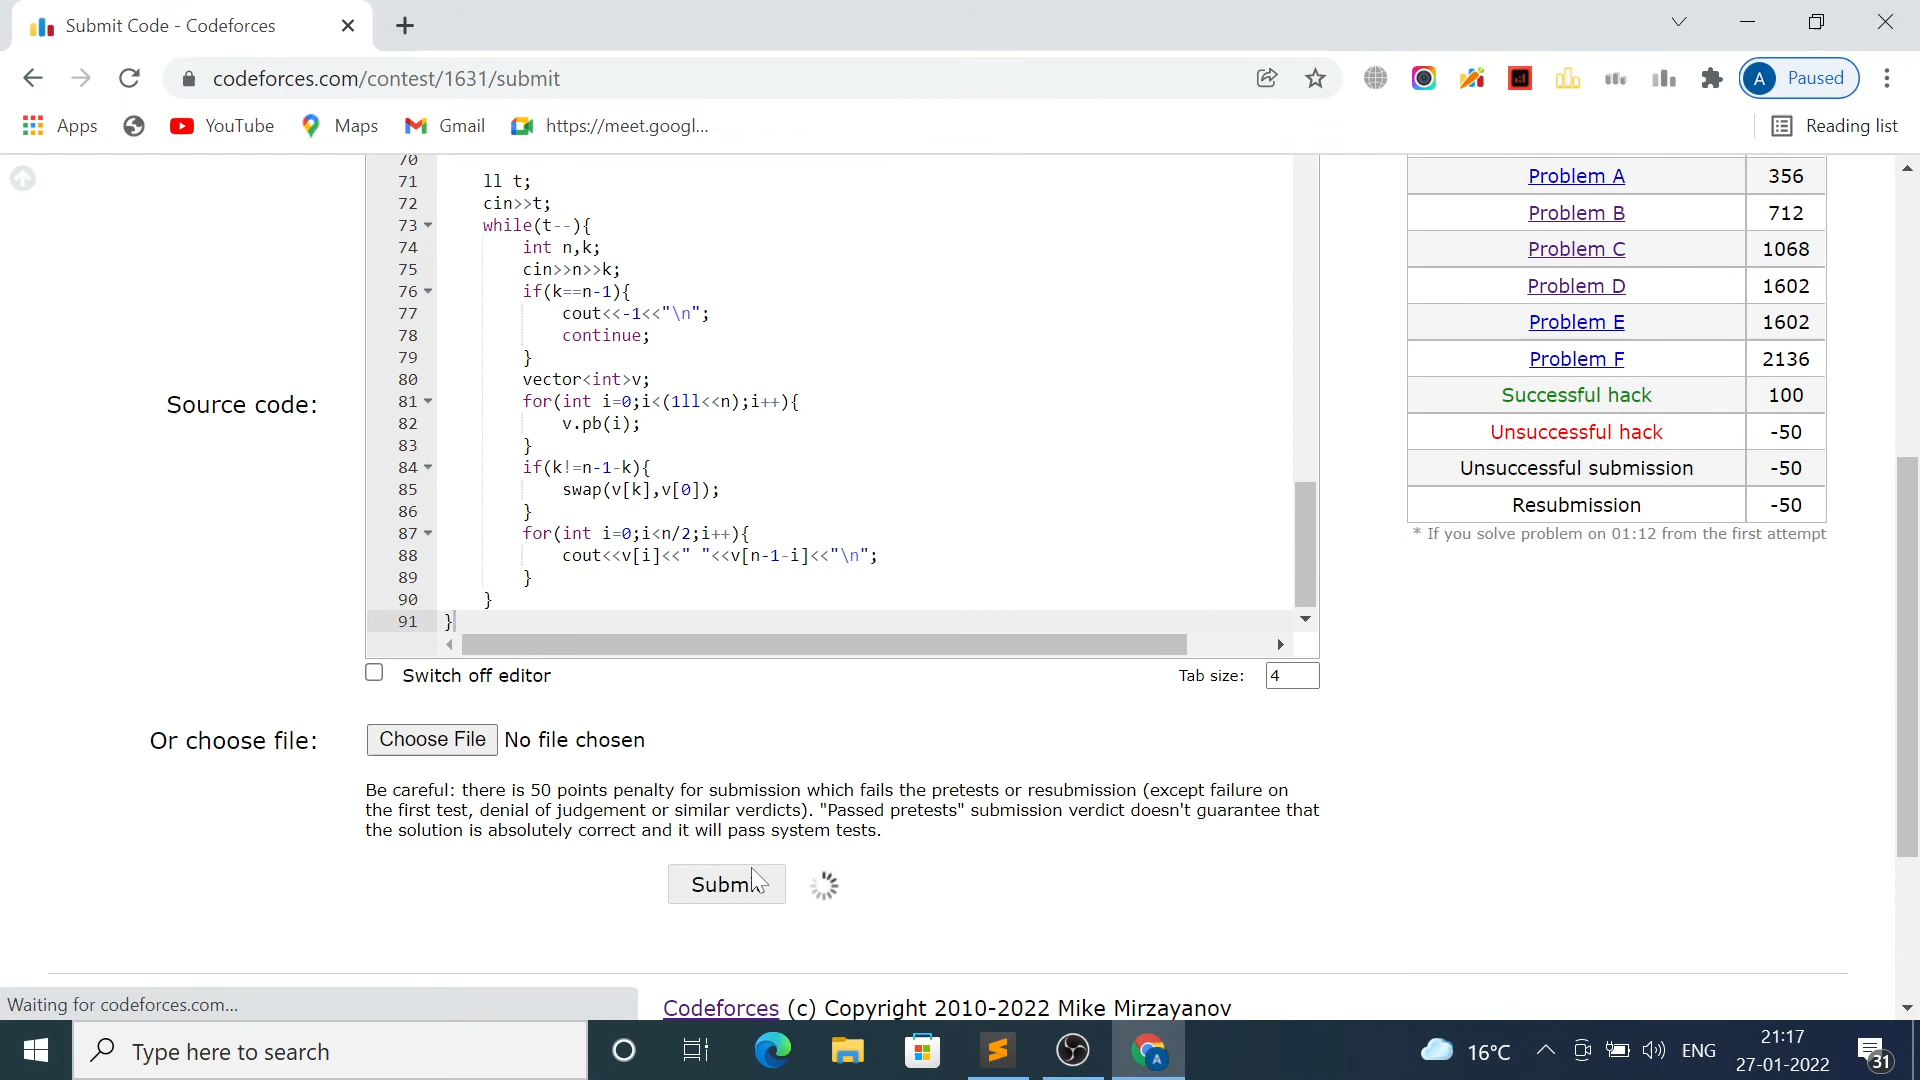 Submit Code - Codeforces
codeforces.com/contest/1631/submit
A Paused
Apps
YouTube
Maps
Gmail
https://meet.googl...
Reading list
70
71 ll t;
72 cin>>t;
73 while(t--){
74 int n,k;
75 cin>>n>>k;
76 if(k==n-1){
77 cout<<-1<<"\n";
78 continue;
79 }
80 vector<int>v;
81 for(int i=0;i<(1ll<<n);i++){
82 v.pb(i);
83 }
84 if(k!=n-1-k){
85 swap(v[k],v[0]);
86 }
87 for(int i=0;i<n/2;i++){
88 cout<<v[i]<<" "<<v[n-1-i]<<"\n";
89 }
90 }
91 }
Source code:
Problem A 356
Problem B 712
Problem C 1068
Problem D 1602
Problem E 1602
Problem F 2136
Successful hack 100
Unsuccessful hack -50
Unsuccessful submission -50
Resubmission -50
* If you solve problem on 01:12 from the first attempt
Switch off editor
Tab size: 4
Or choose file:
Choose File No file chosen
Be careful: there is 50 points penalty for submission which fails the pretests or resubmission (except failure on
the first test, denial of judgement or similar verdicts). "Passed pretests" submission verdict doesn't guarantee that
the solution is absolutely correct and it will pass system tests.
Submit
Waiting for codeforces.com...
Codeforces (c) Copyright 2010-2022 Mike Mirzayanov
Type here to search
A
16°C
ENG
21:17
27-01-2022
31